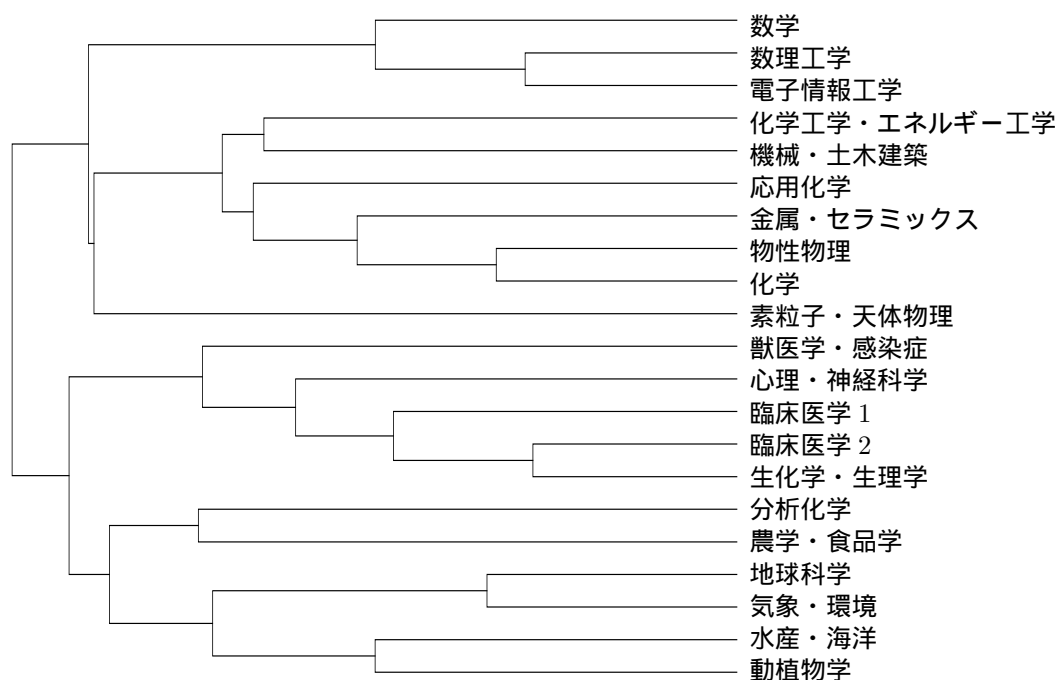 数学
数理工学
電子情報工学
化学工学・エネルギー工学
機械・土木建築
応用化学
金属・セラミックス
物性物理
化学
素粒子・天体物理
獣医学・感染症
心理・神経科学
臨床医学 1
臨床医学 2
生化学・生理学
分析化学
農学・食品学
地球科学
気象・環境
水産・海洋
動植物学